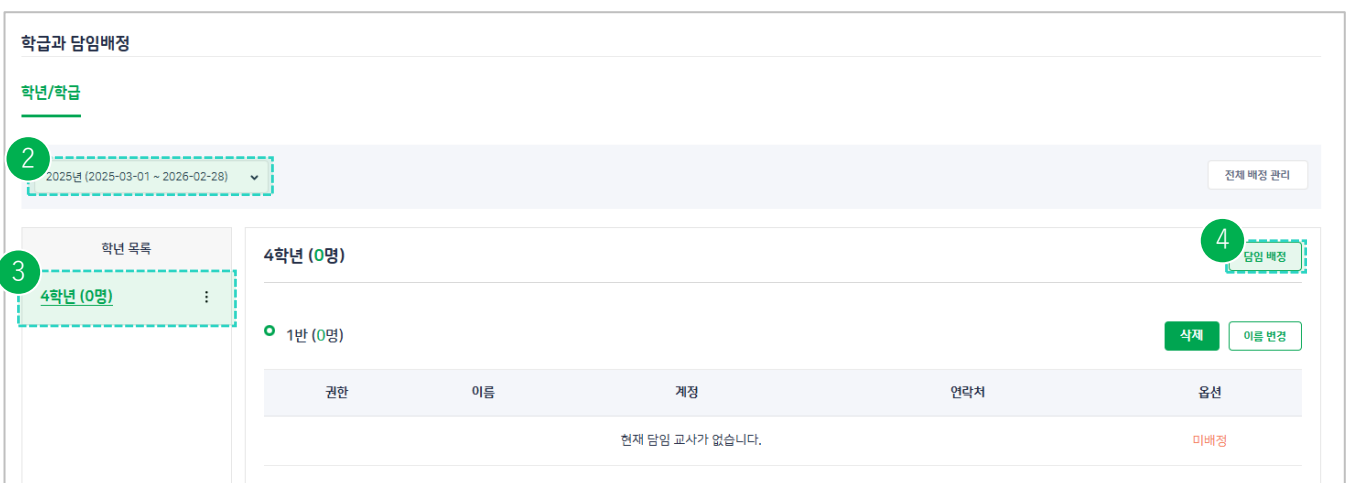 학급과 담임배정
학년/학급
2
2025년 (2025-03-01 ~ 2026-02-28)
전체 배정 관리
학년 목록
3
4학년 (0명)
4학년 (0명)
4
담임 배정
1반 (0명)
삭제
이름 변경
권한 이름 계정 연락처 옵션
현재 담임 교사가 없습니다. 미배정